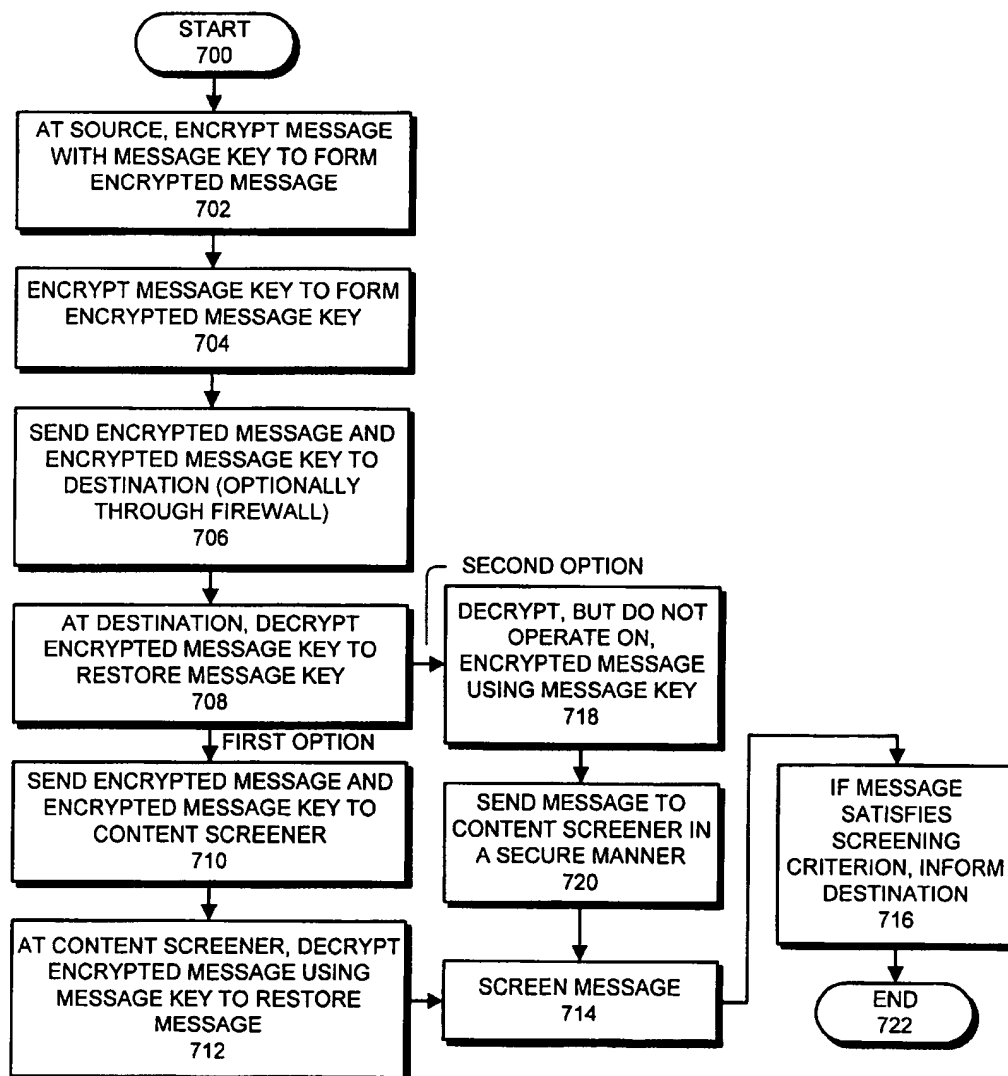 START
700
AT SOURCE, ENCRYPT MESSAGE
WITH MESSAGE KEY TO FORM
ENCRYPTED MESSAGE
702
ENCRYPT MESSAGE KEY TO FORM
ENCRYPTED MESSAGE KEY
704
SEND ENCRYPTED MESSAGE AND
ENCRYPTED MESSAGE KEY TO
DESTINATION (OPTIONALLY
THROUGH FIREWALL)
706
AT DESTINATION, DECRYPT
ENCRYPTED MESSAGE KEY TO
RESTORE MESSAGE KEY
708
FIRST OPTION
SEND ENCRYPTED MESSAGE AND
ENCRYPTED MESSAGE KEY TO
CONTENT SCREENER
710
AT CONTENT SCREENER, DECRYPT
ENCRYPTED MESSAGE USING
MESSAGE KEY TO RESTORE
MESSAGE
712
SECOND OPTION
DECRYPT, BUT DO NOT
OPERATE ON,
ENCRYPTED MESSAGE
USING MESSAGE KEY
718
SEND MESSAGE TO
CONTENT SCREENER IN
A SECURE MANNER
720
SCREEN MESSAGE
714
IF MESSAGE
SATISFIES
SCREENING
CRITERION, INFORM
DESTINATION
716
END
722